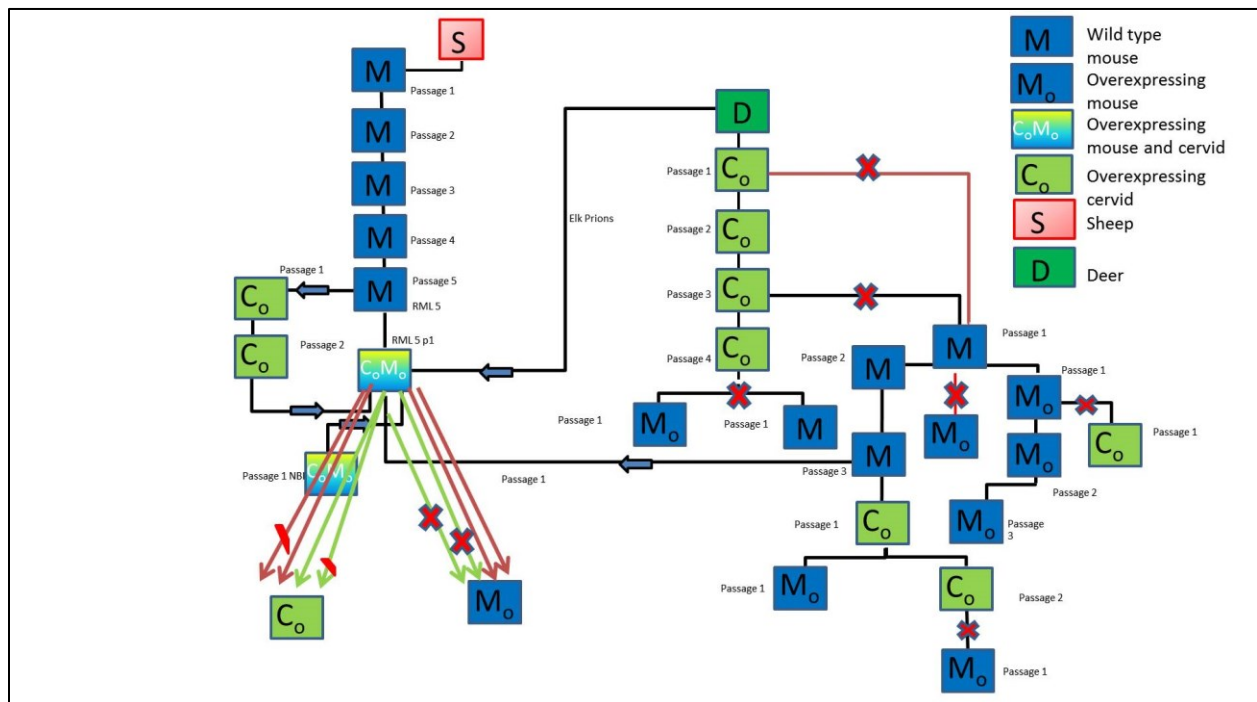 S
M
Passage 1
M
Passage 2
M
Passage 3
M
Passage 4
Passage 1
M
Passage 5
RML 5
Co
Co
Passage 2
RML 5 p1
CoMo
Passage 1 NBH
CoMo
Co
Mo
Elk Prions
D
Passage 1
Co
Passage 2
Co
Passage 3
Co
Passage 4
Co
Passage 1
Mo
Passage 1
M
Passage 1
M
Passage 2
M
Passage 3
M
Passage 1
Mo
Passage 1
Mo
Co
Passage 1
Mo
Passage 2
Mo
Passage
3
Passage 1
Co
Passage 1
Mo
Co
Passage 2
Mo
Passage 1
M
Wild type
mouse
Mo
Overexpressing
mouse
CoMo
Overexpressing
mouse and cervid
Co
Overexpressing
cervid
S
Sheep
D
Deer